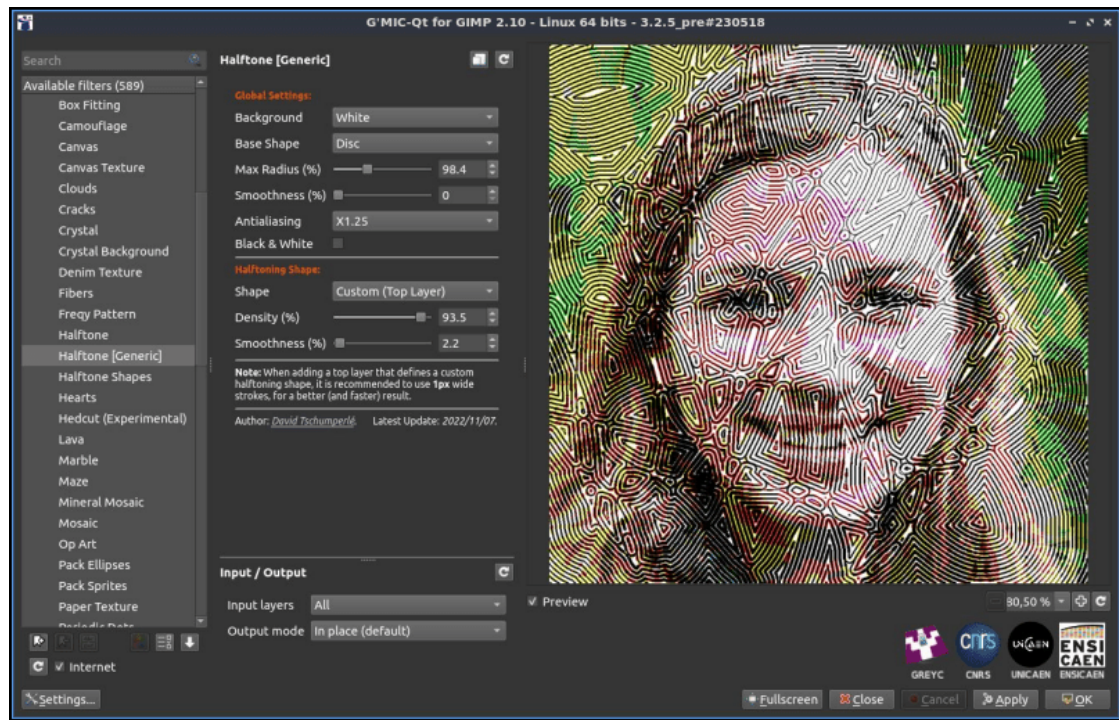 G'MIC-Qt for GIMP 2.10 - Linux 64 bits - 3.2.5_pre#230518
Search
Available filters (589)
Box Fitting
Camouflage
Canvas
Canvas Texture
Clouds
Cracks
Crystal
Crystal Background
Denim Texture
Fibers
Freqy Pattern
Halftone
Halftone [Generic]
Halftone Shapes
Hearts
Hedcut (Experimental)
Lava
Marble
Maze
Mineral Mosaic
Mosaic
Op Art
Pack Ellipses
Pack Sprites
Paper Texture
Periodic Dots
Internet
Settings...
Halftone [Generic]
Global Settings:
Background White
Base Shape Disc
Max Radius (%) 98.4
Smoothness (%) 0
Antialiasing X1.25
Black & White
Halftoning Shape:
Shape Custom (Top Layer)
Density (%) 93.5
Smoothness (%) 2.2
Note: When adding a top layer that defines a custom
halftoning shape, it is recommended to use 1px wide
strokes, for a better (and faster) result.
Author: David Tschumperlé. Latest Update: 2022/11/07.
Input / Output
Input layers All
Output mode In place (default)
Preview
80,50 %
cnrs
UNICAEN
ENSI
CAEN
GREYC CNRS UNICAEN ENSICAEN
Fullscreen Close Cancel Apply OK